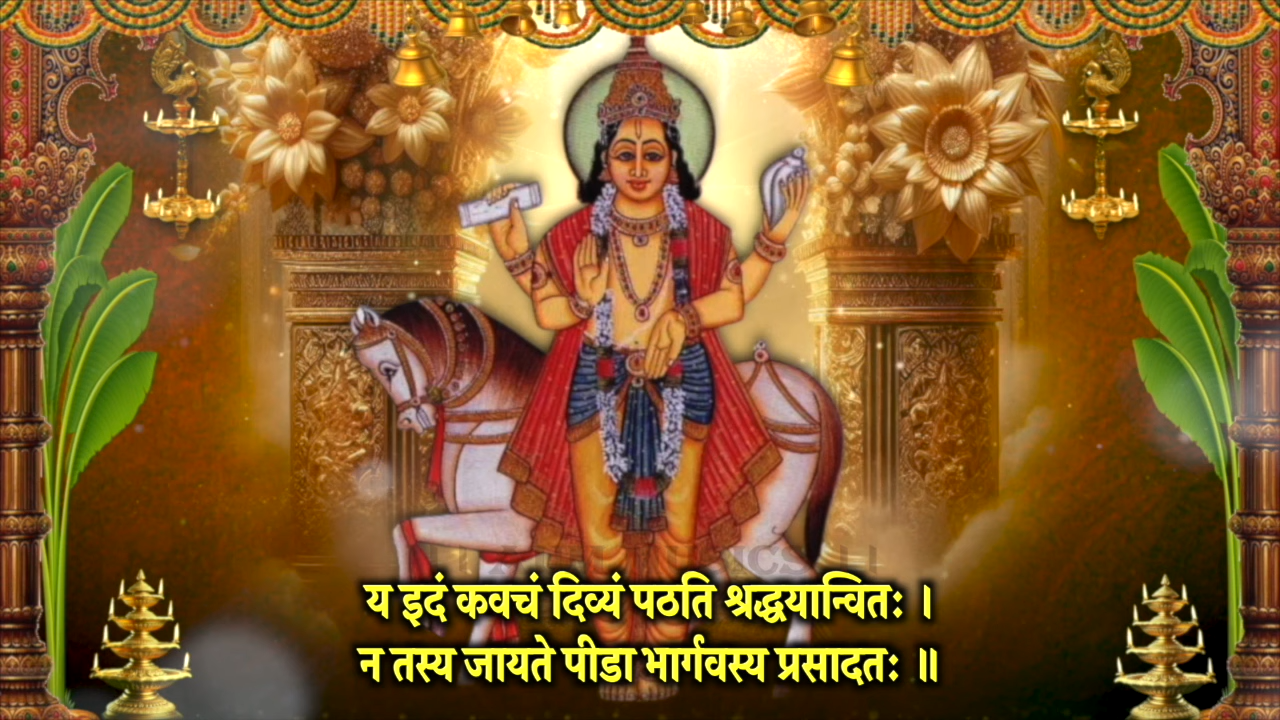 य इदं कवचं दिव्यं पठति श्रद्धयान्वितः ।
न तस्य जायते पीडा भार्गवस्य प्रसादतः ॥